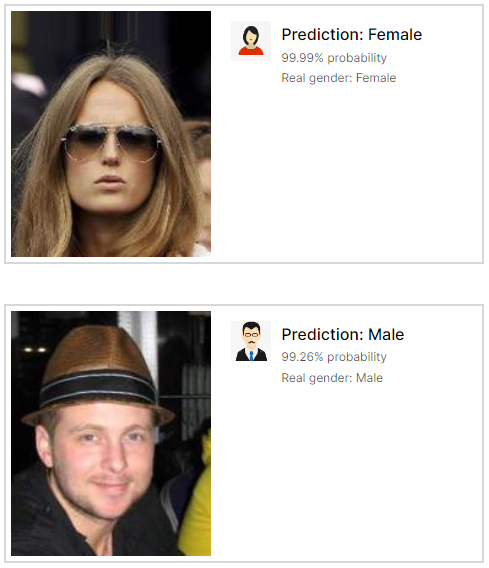 Prediction: Female
99.99% probability
Real gender: Female
Prediction: Male
99.26% probability
Real gender: Male